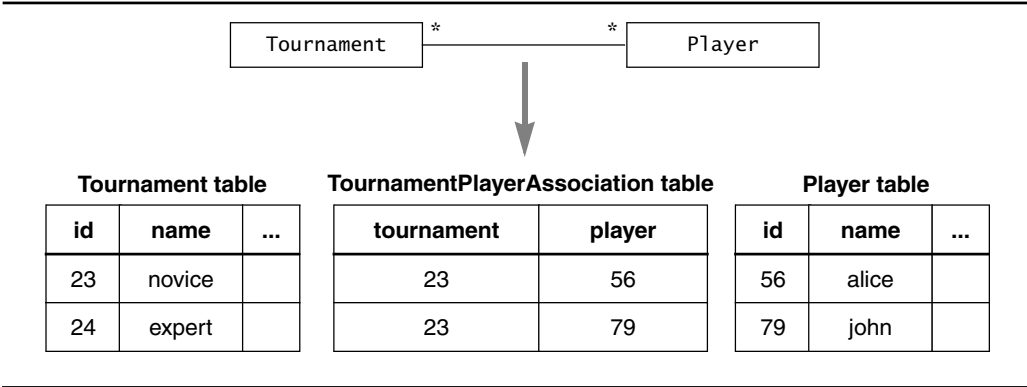 Tournament * * Player
Tournament table TournamentPlayerAssociation table Player table
id name ... tournament player id name ...
23 novice 23 56 56 alice
24 expert 23 79 79 john